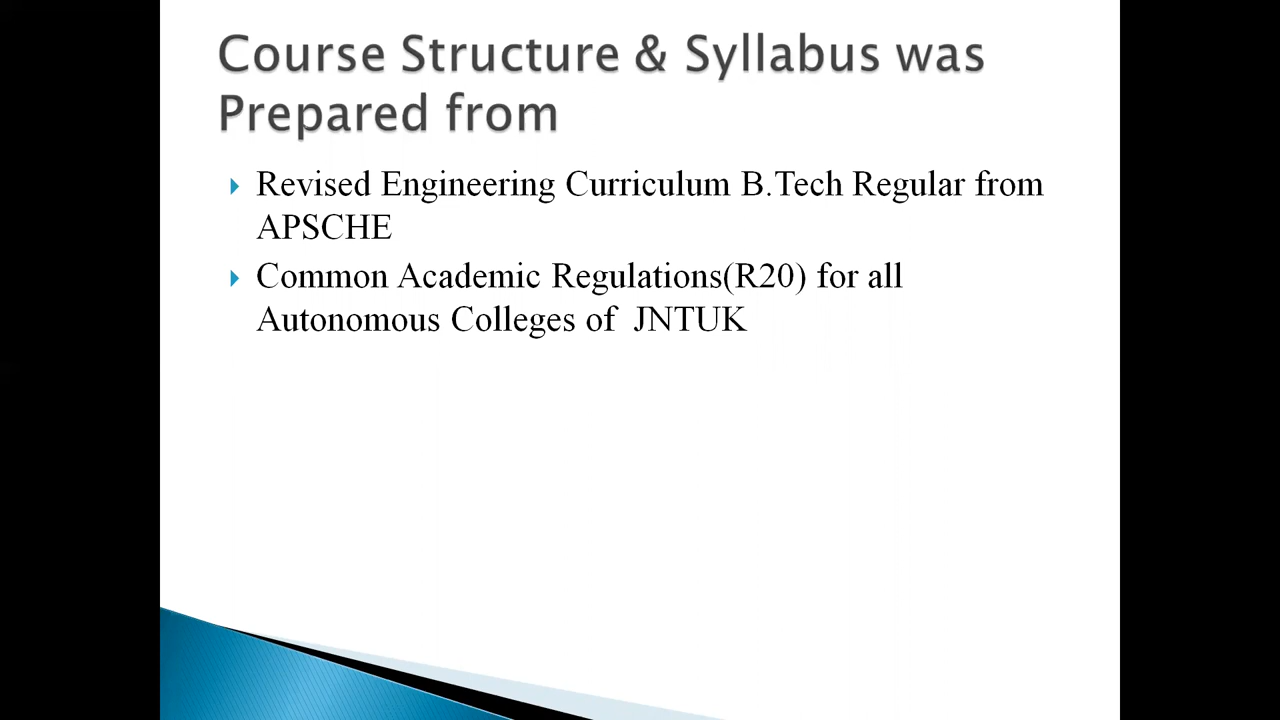 Course Structure & Syllabus was
Prepared from
Revised Engineering Curriculum B.Tech Regular from
APSCHE
Common Academic Regulations(R20) for all
Autonomous Colleges of  JNTUK